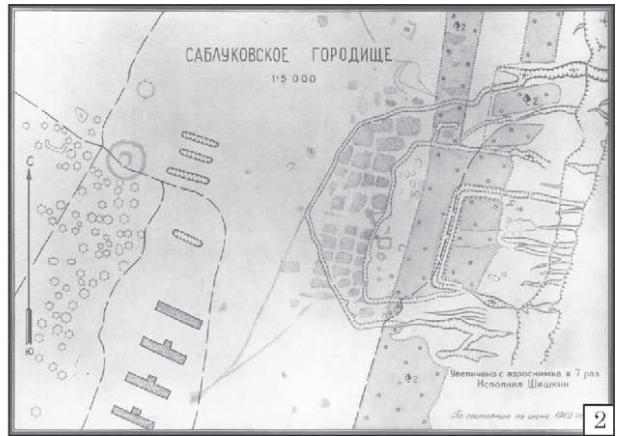 САБЛУКОВСКОЕ ГОРОДИЩЕ
1:5 000
С
Ю
Увеличено с аэроснимка в 7 раз
Исполнил Шишкин
По состоянию на июнь 1962
2